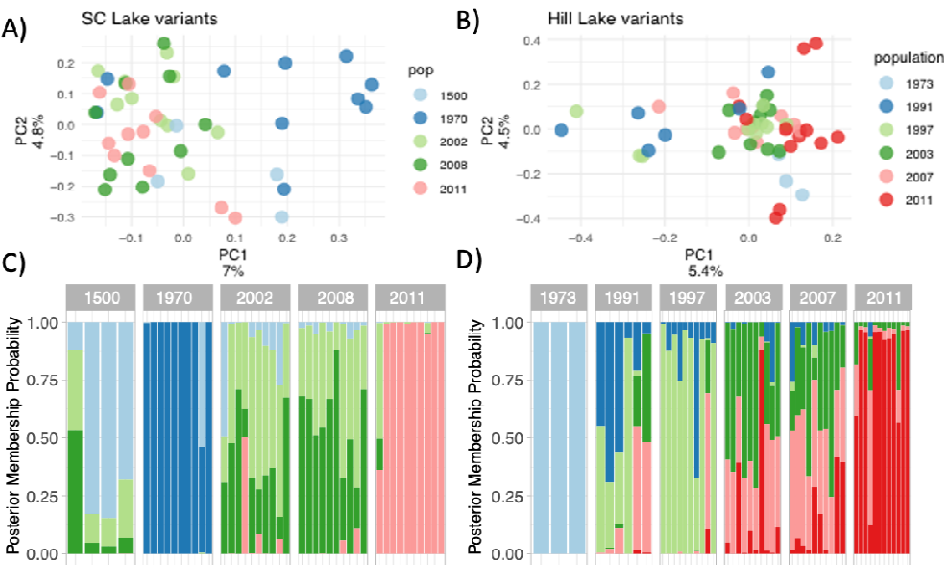 A)
SC Lake variants
0.2
0.1
0.0
−0.1
−0.2
−0.3
PC2
4.8%
−0.1
0.0
0.1
0.2
0.3
PC1
7%
pop
1500
1970
2002
2008
2011
B)
Hill Lake variants
0.4
0.2
0.0
−0.2
−0.4
PC2
4.5%
−0.4
−0.2
0.0
0.2
PC1
5.4%
population
1973
1991
1997
2003
2007
2011
C)
1500 1970 2002 2008 2011
Posterior Membership Probability
1.00
0.75
0.50
0.25
0.00
D)
1973 1991 1997 2003 2007 2011
Posterior Membership Probability
1.00
0.75
0.50
0.25
0.00